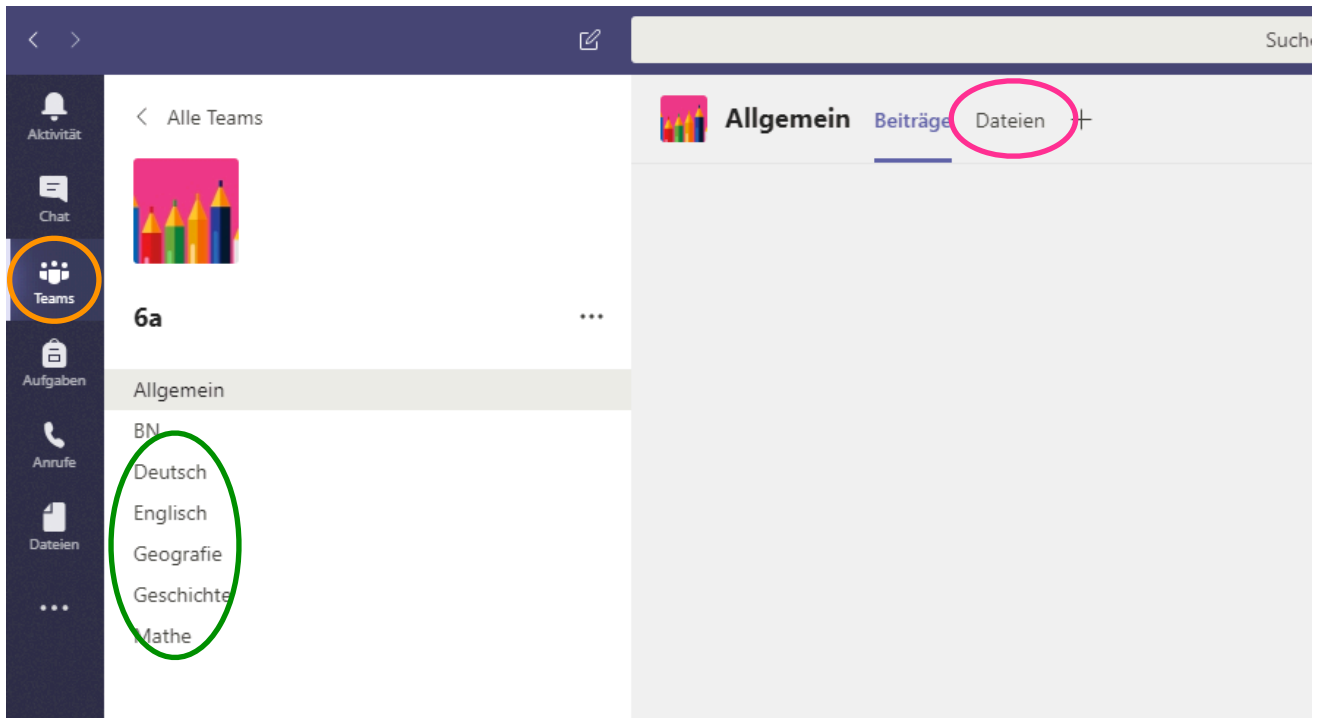 Suche
Aktivität
Chat
Teams
Aufgaben
Anrufe
Dateien
Alle Teams
6a
Allgemein
BN
Deutsch
Englisch
Geografie
Geschichte
Mathe
Allgemein Beiträge Dateien